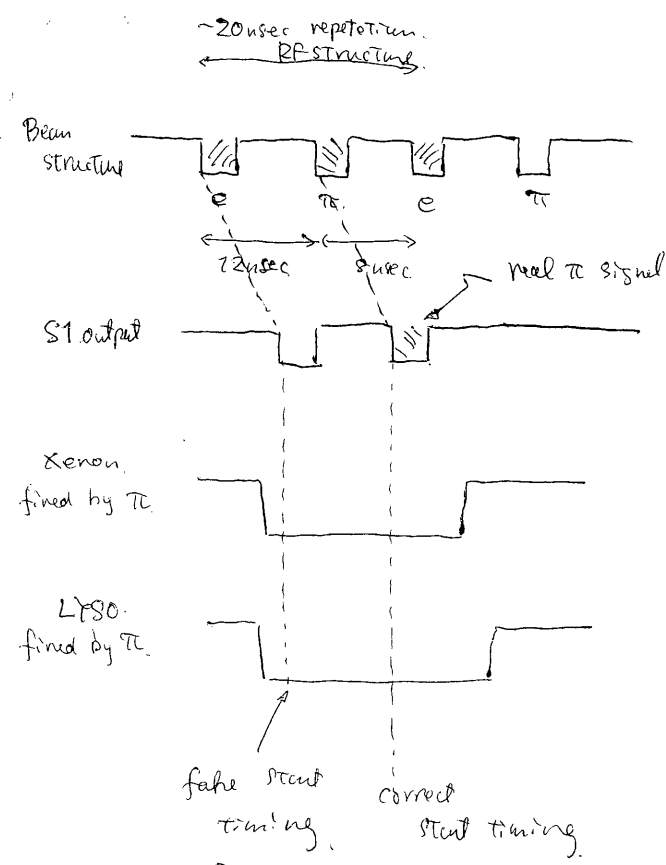 ~20nsec repetetium.
RF structure.
Beam
structure
e
π
e
π
12nsec
8nsec
real π signal
S1 output
Xenon
fired by π
LYSO.
fired by π.
fake start
timing.
correct
start timing